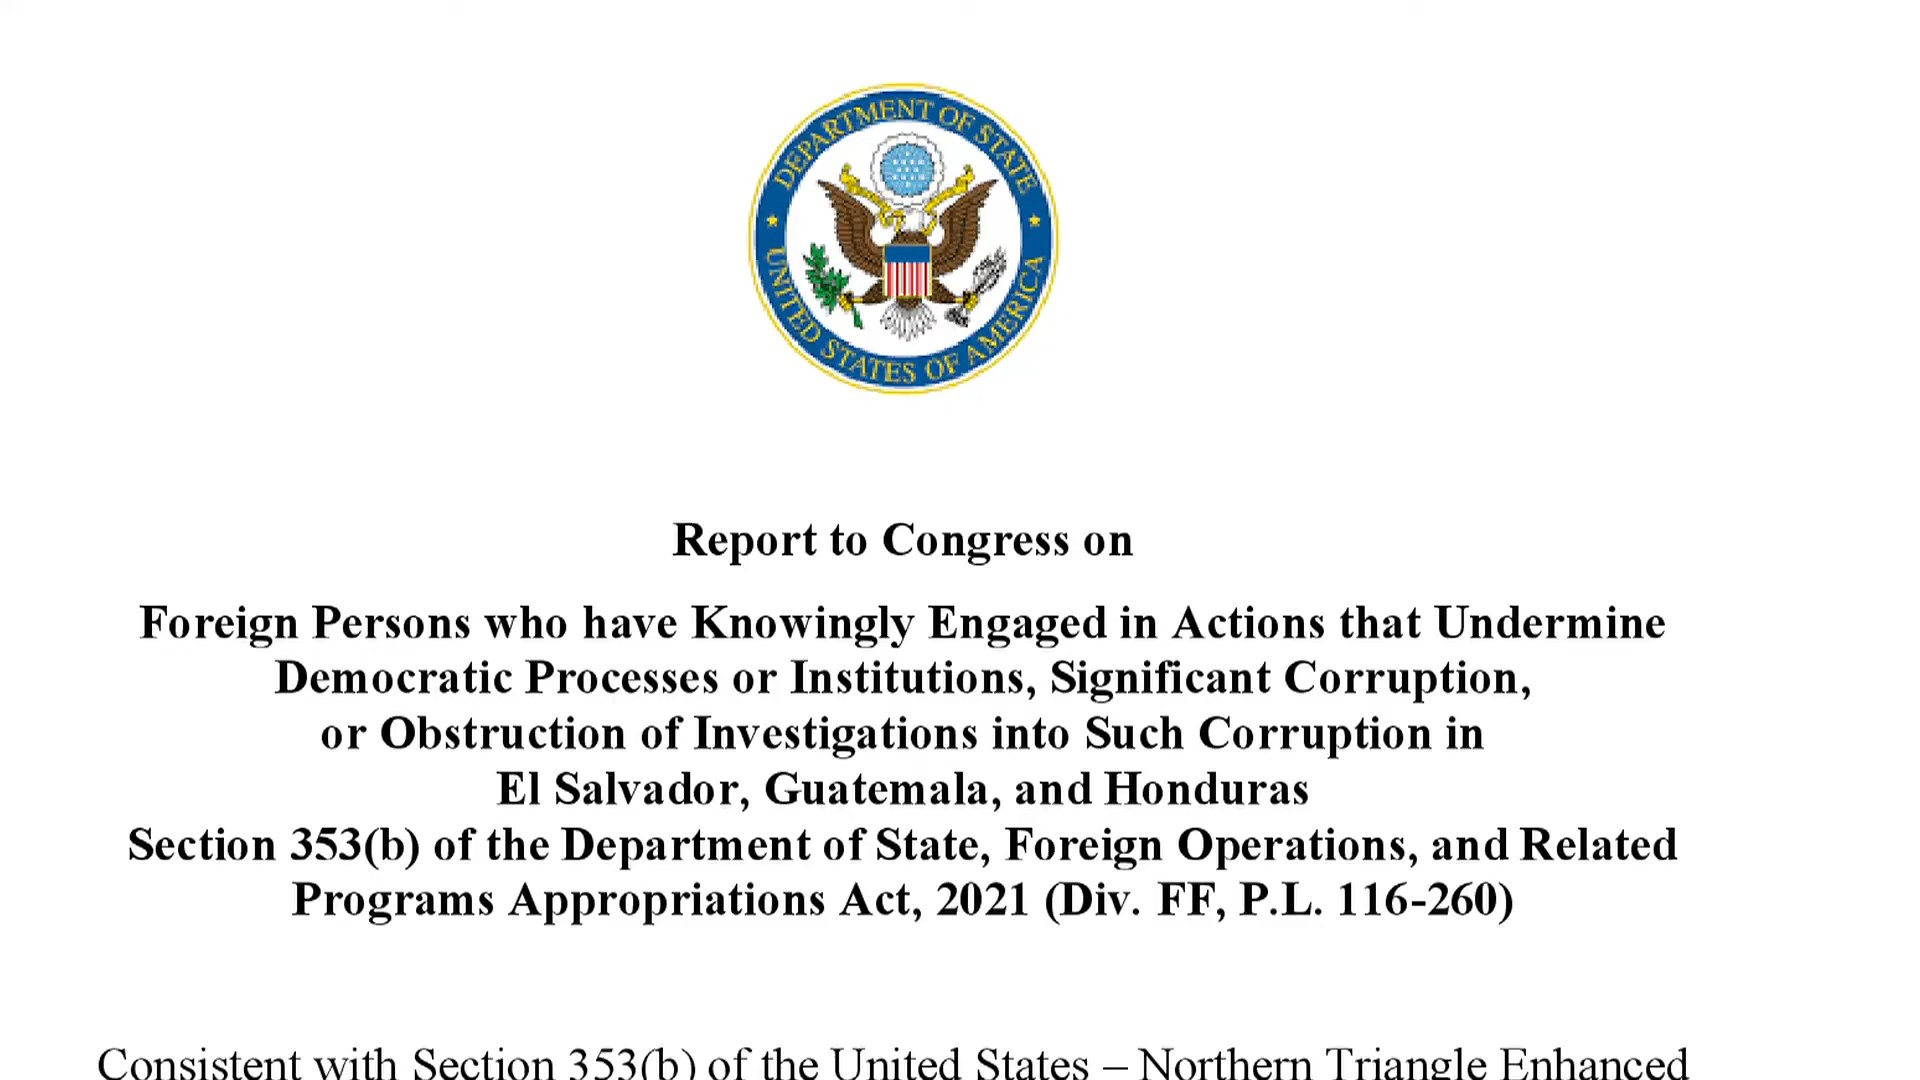 DEPARTMENT OF STATE
UNITED STATES OF AMERICA
Report to Congress on
Foreign Persons who have Knowingly Engaged in Actions that Undermine
Democratic Processes or Institutions, Significant Corruption,
or Obstruction of Investigations into Such Corruption in
El Salvador, Guatemala, and Honduras
Section 353(b) of the Department of State, Foreign Operations, and Related
Programs Appropriations Act, 2021 (Div. FF, P.L. 116-260)
Consistent with Section 353(b) of the United States – Northern Triangle Enhanced